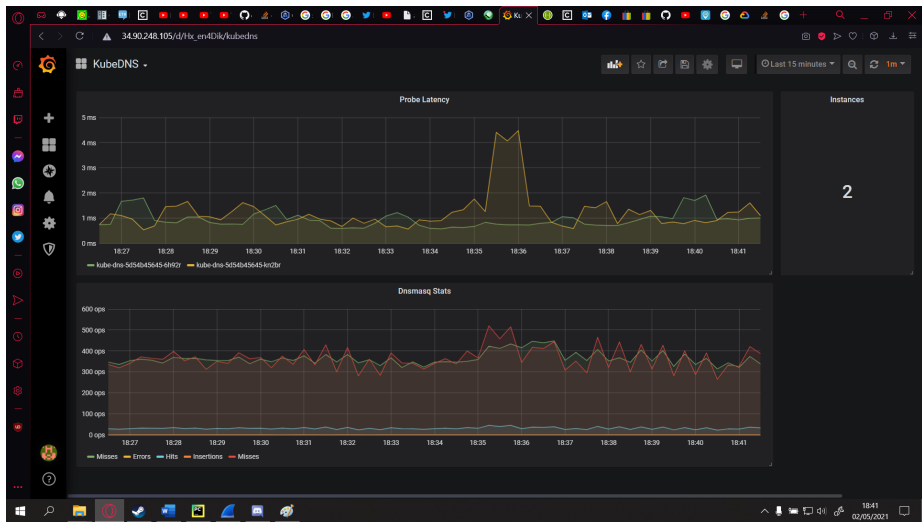 Ku
34.90.248.105/d/Hx_en4Dik/kubedns
KubeDNS
Last 15 minutes
1m
Probe Latency
5 ms
4 ms
3 ms
2 ms
1 ms
0 ms
18:27 18:28 18:29 18:30 18:31 18:32 18:33 18:34 18:35 18:36 18:37 18:38 18:39 18:40 18:41
kube-dns-5d54b45645-6h92r kube-dns-5d54b45645-kn2br
Instances
2
Dnsmasq Stats
600 ops
500 ops
400 ops
300 ops
200 ops
100 ops
0 ops
18:27 18:28 18:29 18:30 18:31 18:32 18:33 18:34 18:35 18:36 18:37 18:38 18:39 18:40 18:41
Misses Errors Hits Insertions Misses
18:41
02/05/2021